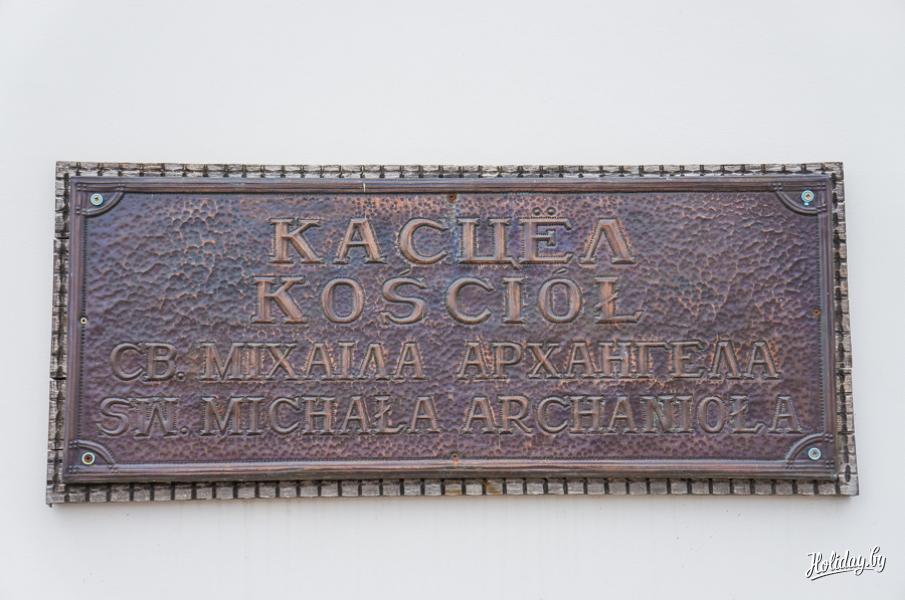 КАСЦЁЛ
KOŚCIÓŁ
СВ. МІХАІЛА АРХАНГЕЛА
ŚW. MICHAŁA ARCHANIOŁA
Holiday.by